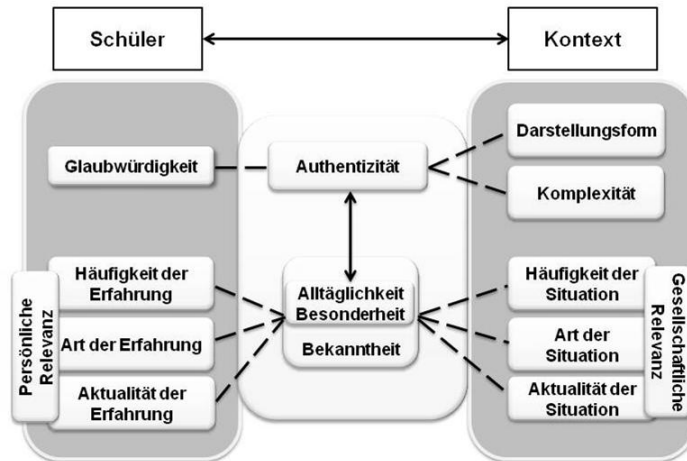 Schüler
Kontext
Glaubwürdigkeit
Authentizität
Darstellungsform
Komplexität
Persönliche
Relevanz
Häufigkeit der
Erfahrung
Art der Erfahrung
Aktualität der
Erfahrung
Alltäglichkeit
Besonderheit
Bekanntheit
Häufigkeit der
Situation
Art der
Situation
Aktualität der
Situation
Gesellschaftliche
Relevanz